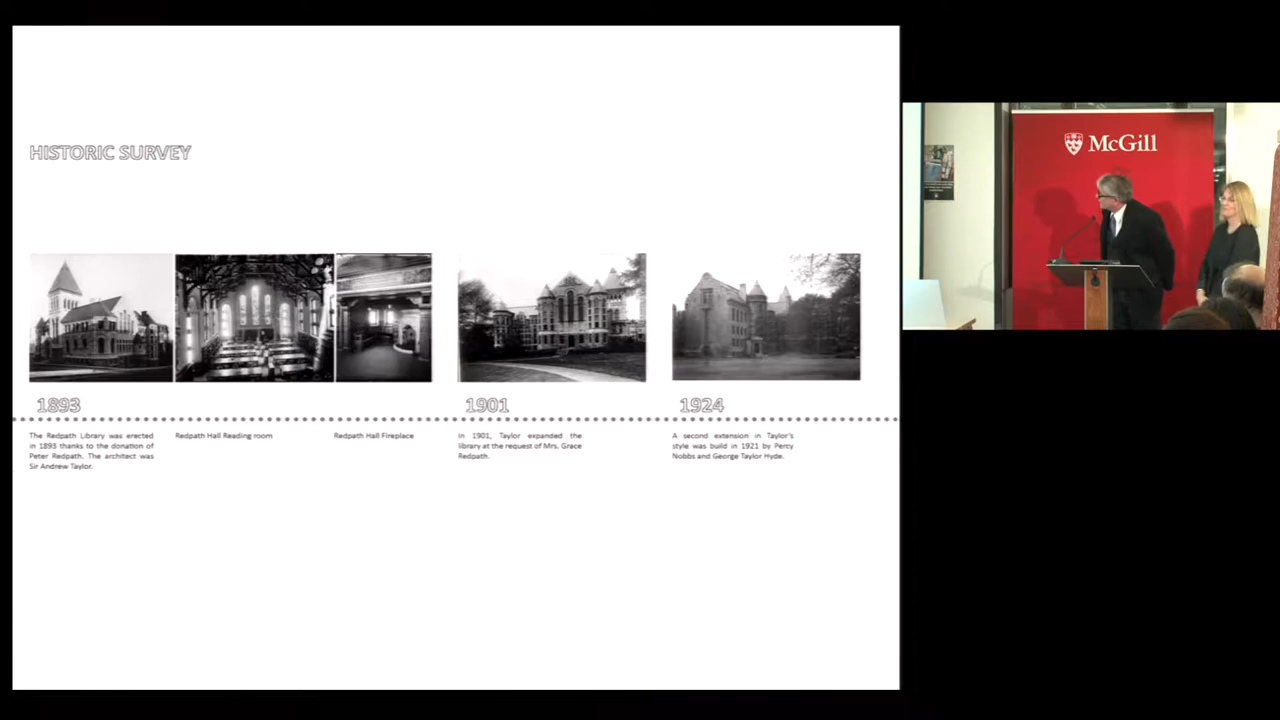 HISTORIC SURVEY
McGill
1893
1901
1924
The Redpath Library was erected
in 1893 thanks to the donation of
Peter Redpath. The architect was
Sir Andrew Taylor.
Redpath Hall Reading room
Redpath Hall Fireplace
In 1901, Taylor expanded the
library at the request of Mrs. Grace
Redpath.
A second extension in Taylor's
style was build in 1921 by Percy
Nobbs and George Taylor Hyde.